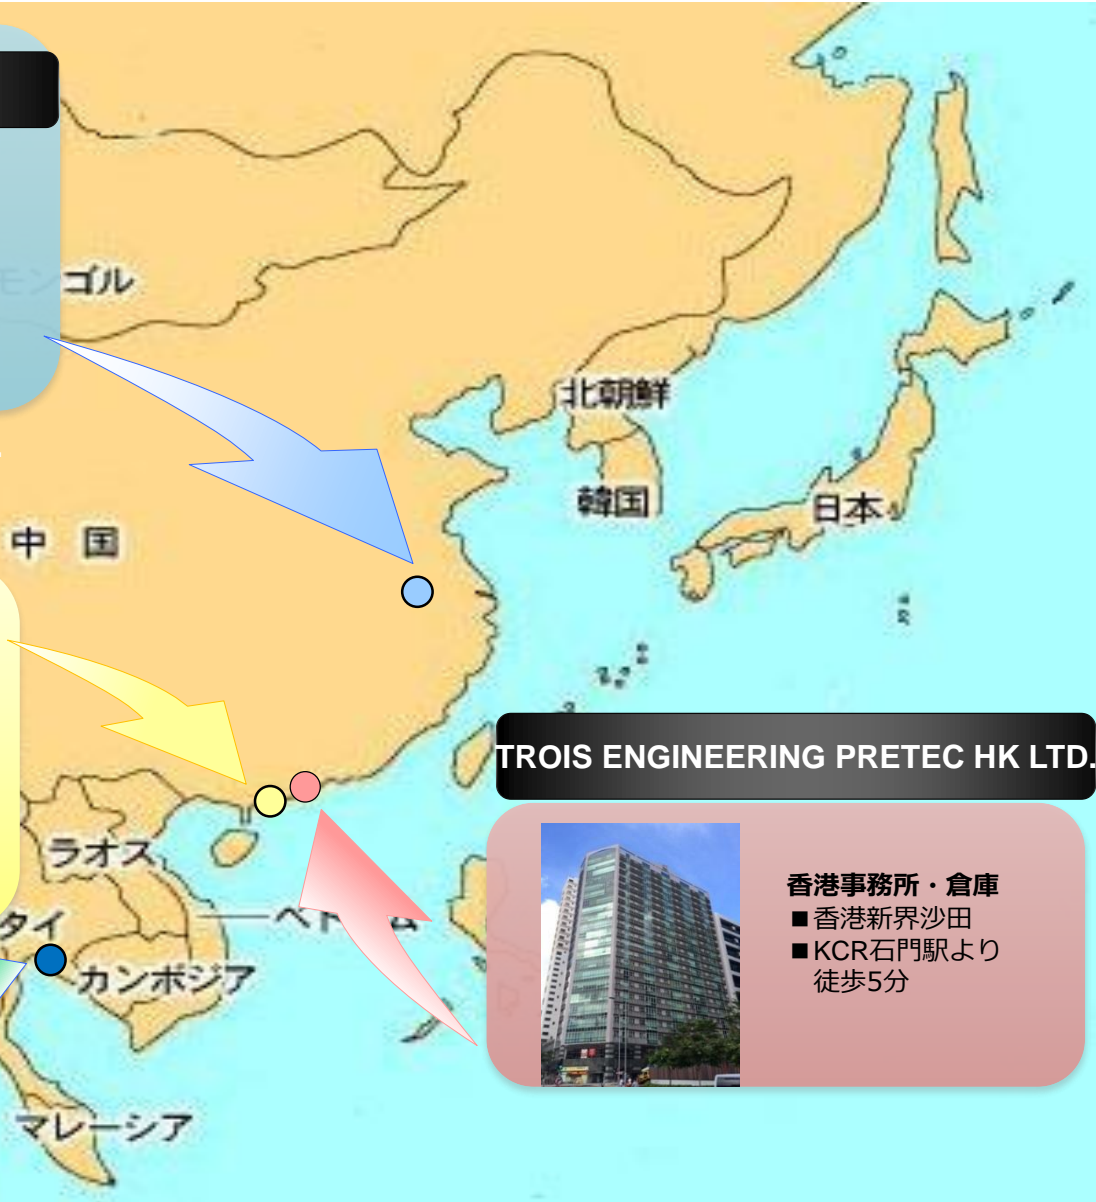 モンゴル
北朝鮮
韓国
日本
中 国
TROIS ENGINEERING PRETEC HK LTD.
香港事務所・倉庫
■香港新界沙田
■KCR石門駅より
徒歩5分
ラオス
タイ
カンボジア
マレーシア